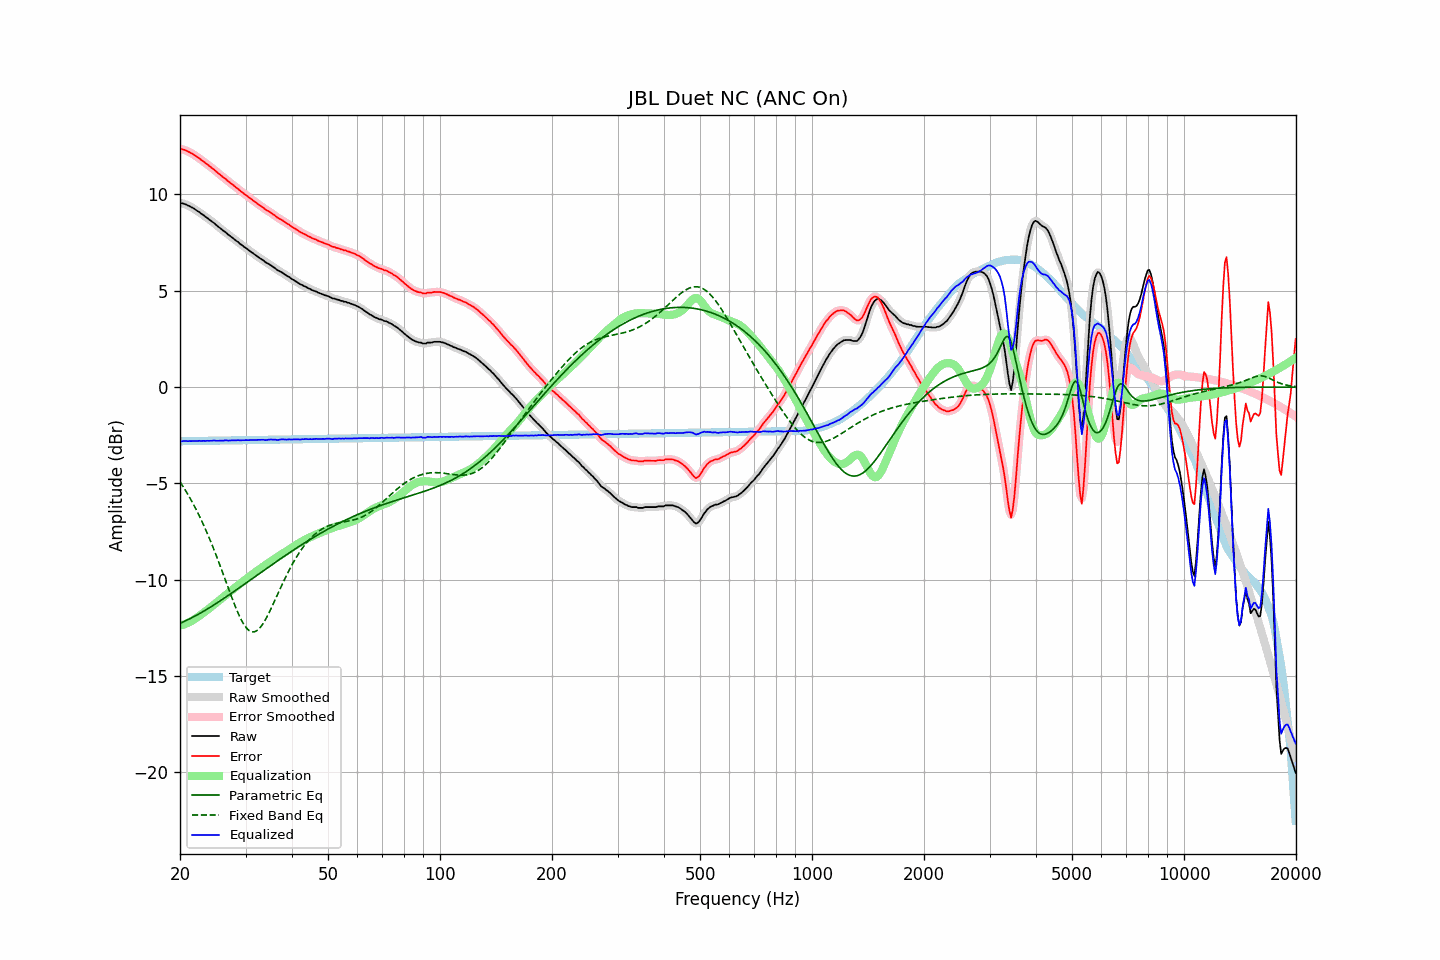 JBL Duet NC (ANC On)
Amplitude (dBr)
10
5
0
−5
−10
−15
−20
Target
Raw Smoothed
Error Smoothed
Raw
Error
Equalization
Parametric Eq
Fixed Band Eq
Equalized
20 50 100 200 500 1000 2000 5000 10000 20000
Frequency (Hz)